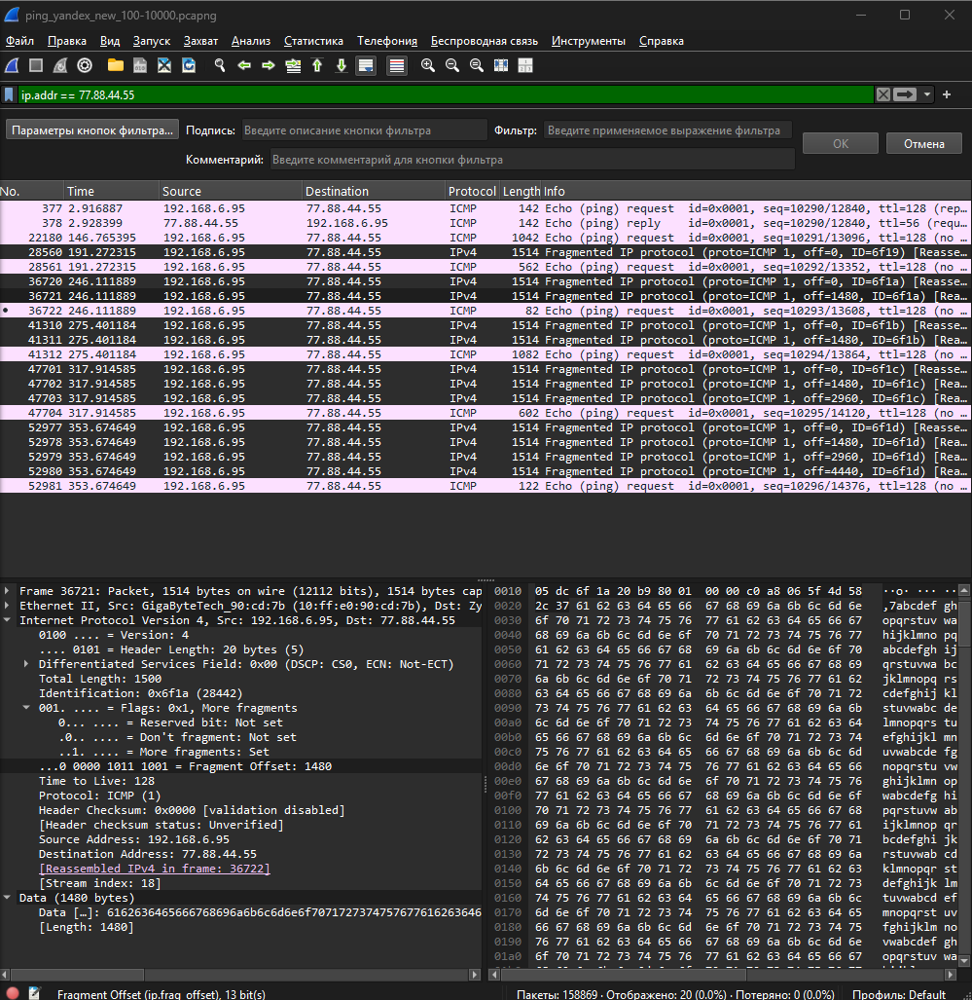 ping_yandex_new_100-10000.pcapng
Файл Правка Вид Запуск Захват Анализ Статистика Телефония Беспроводная связь Инструменты Справка
ip.addr == 77.88.44.55
Параметры кнопок фильтра... Подпись: Введите описание кнопки фильтра Фильтр: Введите применяемое выражение фильтра
Комментарий: Введите комментарий для кнопки фильтра OK Отмена
No. Time Source Destination Protocol Length Info
377 2.916887 192.168.6.95 77.88.44.55 ICMP 142 Echo (ping) request id=0x0001, seq=10290/12840, ttl=128 (rep…
378 2.928399 77.88.44.55 192.168.6.95 ICMP 142 Echo (ping) reply id=0x0001, seq=10290/12840, ttl=56 (requ…
22180 146.765395 192.168.6.95 77.88.44.55 ICMP 1042 Echo (ping) request id=0x0001, seq=10291/13096, ttl=128 (no …
28560 191.272315 192.168.6.95 77.88.44.55 IPv4 1514 Fragmented IP protocol (proto=ICMP 1, off=0, ID=6f19) [Reasse…
28561 191.272315 192.168.6.95 77.88.44.55 ICMP 562 Echo (ping) request id=0x0001, seq=10292/13352, ttl=128 (no …
36720 246.111889 192.168.6.95 77.88.44.55 IPv4 1514 Fragmented IP protocol (proto=ICMP 1, off=0, ID=6f1a) [Reasse…
36721 246.111889 192.168.6.95 77.88.44.55 IPv4 1514 Fragmented IP protocol (proto=ICMP 1, off=1480, ID=6f1a) [Rea…
36722 246.111889 192.168.6.95 77.88.44.55 ICMP 82 Echo (ping) request id=0x0001, seq=10293/13608, ttl=128 (no …
41310 275.401184 192.168.6.95 77.88.44.55 IPv4 1514 Fragmented IP protocol (proto=ICMP 1, off=0, ID=6f1b) [Reasse…
41311 275.401184 192.168.6.95 77.88.44.55 IPv4 1514 Fragmented IP protocol (proto=ICMP 1, off=1480, ID=6f1b) [Rea…
41312 275.401184 192.168.6.95 77.88.44.55 ICMP 1082 Echo (ping) request id=0x0001, seq=10294/13864, ttl=128 (no …
47701 317.914585 192.168.6.95 77.88.44.55 IPv4 1514 Fragmented IP protocol (proto=ICMP 1, off=0, ID=6f1c) [Reasse…
47702 317.914585 192.168.6.95 77.88.44.55 IPv4 1514 Fragmented IP protocol (proto=ICMP 1, off=1480, ID=6f1c) [Rea…
47703 317.914585 192.168.6.95 77.88.44.55 IPv4 1514 Fragmented IP protocol (proto=ICMP 1, off=2960, ID=6f1c) [Rea…
47704 317.914585 192.168.6.95 77.88.44.55 ICMP 602 Echo (ping) request id=0x0001, seq=10295/14120, ttl=128 (no …
52977 353.674649 192.168.6.95 77.88.44.55 IPv4 1514 Fragmented IP protocol (proto=ICMP 1, off=0, ID=6f1d) [Reasse…
52978 353.674649 192.168.6.95 77.88.44.55 IPv4 1514 Fragmented IP protocol (proto=ICMP 1, off=1480, ID=6f1d) [Rea…
52979 353.674649 192.168.6.95 77.88.44.55 IPv4 1514 Fragmented IP protocol (proto=ICMP 1, off=2960, ID=6f1d) [Rea…
52980 353.674649 192.168.6.95 77.88.44.55 IPv4 1514 Fragmented IP protocol (proto=ICMP 1, off=4440, ID=6f1d) [Rea…
52981 353.674649 192.168.6.95 77.88.44.55 ICMP 122 Echo (ping) request id=0x0001, seq=10296/14376, ttl=128 (no …
Frame 36721: Packet, 1514 bytes on wire (12112 bits), 1514 bytes cap
Ethernet II, Src: GigaByteTech_90:cd:7b (10:ff:e0:90:cd:7b), Dst: Zy
Internet Protocol Version 4, Src: 192.168.6.95, Dst: 77.88.44.55
0100 .... = Version: 4
.... 0101 = Header Length: 20 bytes (5)
Differentiated Services Field: 0x00 (DSCP: CS0, ECN: Not-ECT)
Total Length: 1500
Identification: 0x6f1a (28442)
001. .... = Flags: 0x1, More fragments
0... .... = Reserved bit: Not set
.0.. .... = Don't fragment: Not set
..1. .... = More fragments: Set
...0 0000 1011 1001 = Fragment Offset: 1480
Time to Live: 128
Protocol: ICMP (1)
Header Checksum: 0x0000 [validation disabled]
[Header checksum status: Unverified]
Source Address: 192.168.6.95
Destination Address: 77.88.44.55
[Reassembled IPv4 in frame: 36722]
[Stream index: 18]
Data (1480 bytes)
Data […]: 6162636465666768696a6b6c6d6e6f7071727374757677616263646
[Length: 1480]
0010 05 dc 6f 1a 20 b9 80 01 00 00 c0 a8 06 5f 4d 58
0020 2c 37 61 62 63 64 65 66 67 68 69 6a 6b 6c 6d 6e ,7abcdef gh
0030 6f 70 71 72 73 74 75 76 77 61 62 63 64 65 66 67 opqrstuv wa
0040 68 69 6a 6b 6c 6d 6e 6f 70 71 72 73 74 75 76 77 hijklmno pq
0050 61 62 63 64 65 66 67 68 69 6a 6b 6c 6d 6e 6f 70 abcdefgh ij
0060 71 72 73 74 75 76 77 61 62 63 64 65 66 67 68 69 qrstuvwa bc
0070 6a 6b 6c 6d 6e 6f 70 71 72 73 74 75 76 77 61 62 jklmnopq rs
0080 63 64 65 66 67 68 69 6a 6b 6c 6d 6e 6f 70 71 72 cdefghij kl
0090 73 74 75 76 77 61 62 63 64 65 66 67 68 69 6a 6b stuvwabc de
00a0 6c 6d 6e 6f 70 71 72 73 74 75 76 77 61 62 63 64 lmnopqrs tu
00b0 65 66 67 68 69 6a 6b 6c 6d 6e 6f 70 71 72 73 74 efghijkl mn
00c0 75 76 77 61 62 63 64 65 66 67 68 69 6a 6b 6c 6d uvwabcde fg
00d0 6e 6f 70 71 72 73 74 75 76 77 61 62 63 64 65 66 nopqrstu vw
00e0 67 68 69 6a 6b 6c 6d 6e 6f 70 71 72 73 74 75 76 ghijklmn op
00f0 77 61 62 63 64 65 66 67 68 69 6a 6b 6c 6d 6e 6f wabcdefg hi
0100 70 71 72 73 74 75 76 77 61 62 63 64 65 66 67 68 pqrstuvw ab
0110 69 6a 6b 6c 6d 6e 6f 70 71 72 73 74 75 76 77 61 ijklmnop qr
0120 62 63 64 65 66 67 68 69 6a 6b 6c 6d 6e 6f 70 71 bcdefghi jk
0130 72 73 74 75 76 77 61 62 63 64 65 66 67 68 69 6a rstuvwab cd
0140 6b 6c 6d 6e 6f 70 71 72 73 74 75 76 77 61 62 63 klmnopqr st
0150 64 65 66 67 68 69 6a 6b 6c 6d 6e 6f 70 71 72 73 defghijk lm
0160 74 75 76 77 61 62 63 64 65 66 67 68 69 6a 6b 6c tuvwabcd ef
0170 6d 6e 6f 70 71 72 73 74 75 76 77 61 62 63 64 65 mnopqrst uv
0180 66 67 68 69 6a 6b 6c 6d 6e 6f 70 71 72 73 74 75 fghijklm no
0190 76 77 61 62 63 64 65 66 67 68 69 6a 6b 6c 6d 6e vwabcdef gh
01a0 6f 70 71 72 73 74 75 76 77 61 62 63 64 65 66 67 opqrstuv wa
Fragment Offset (ip.frag_offset), 13 bit(s)
Пакеты: 158869 · Отображено: 20 (0.0%) · Потеряно: 0 (0.0%) Профиль: Default